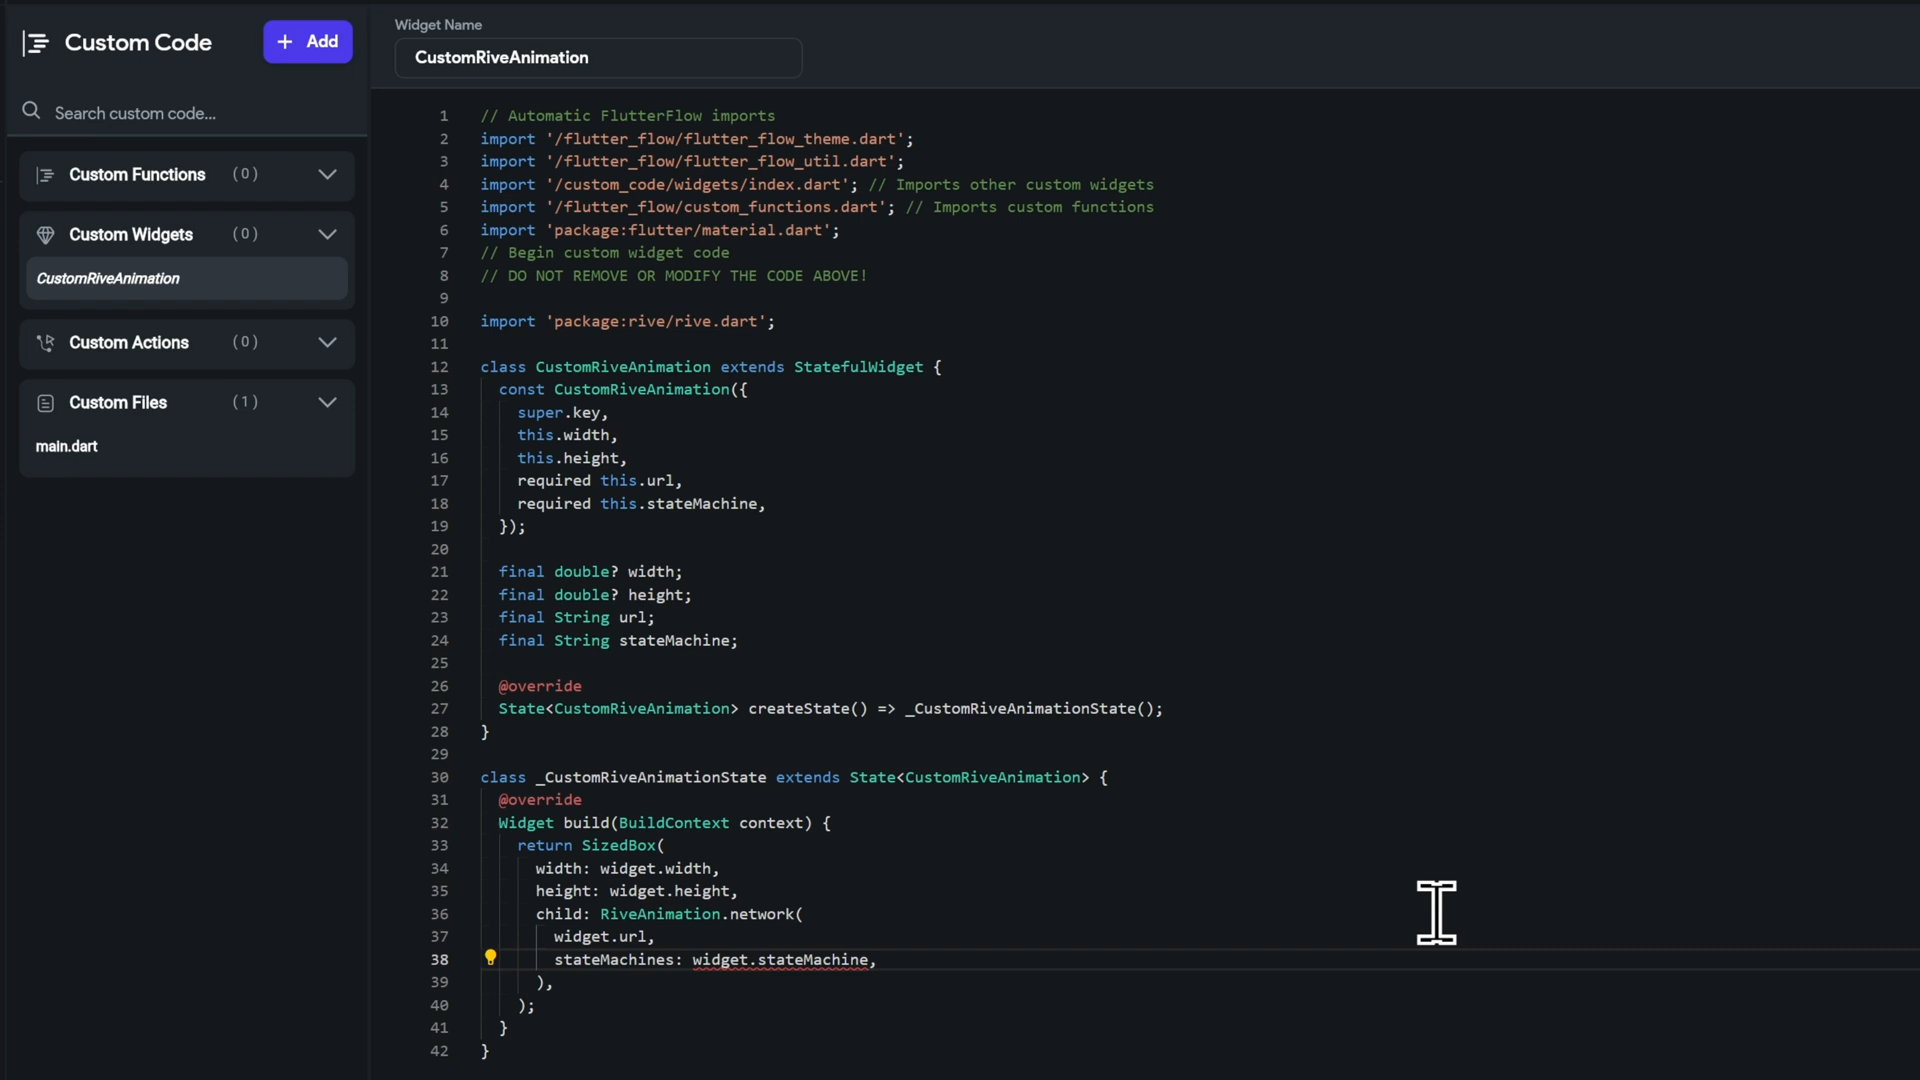 Custom Code
+ Add
Search custom code...
Custom Functions (0)
Custom Widgets (0)
CustomRiveAnimation
Custom Actions (0)
Custom Files (1)
main.dart
Widget Name
CustomRiveAnimation
1 // Automatic FlutterFlow imports
2 import '/flutter_flow/flutter_flow_theme.dart';
3 import '/flutter_flow/flutter_flow_util.dart';
4 import '/custom_code/widgets/index.dart'; // Imports other custom widgets
5 import '/flutter_flow/custom_functions.dart'; // Imports custom functions
6 import 'package:flutter/material.dart';
7 // Begin custom widget code
8 // DO NOT REMOVE OR MODIFY THE CODE ABOVE!
9
10 import 'package:rive/rive.dart';
11
12 class CustomRiveAnimation extends StatefulWidget {
13   const CustomRiveAnimation({
14     super.key,
15     this.width,
16     this.height,
17     required this.url,
18     required this.stateMachine,
19   });
20
21   final double? width;
22   final double? height;
23   final String url;
24   final String stateMachine;
25
26   @override
27   State<CustomRiveAnimation> createState() => _CustomRiveAnimationState();
28 }
29
30 class _CustomRiveAnimationState extends State<CustomRiveAnimation> {
31   @override
32   Widget build(BuildContext context) {
33     return SizedBox(
34       width: widget.width,
35       height: widget.height,
36       child: RiveAnimation.network(
37         widget.url,
38         stateMachines: widget.stateMachine,
39       ),
40     );
41   }
42 }